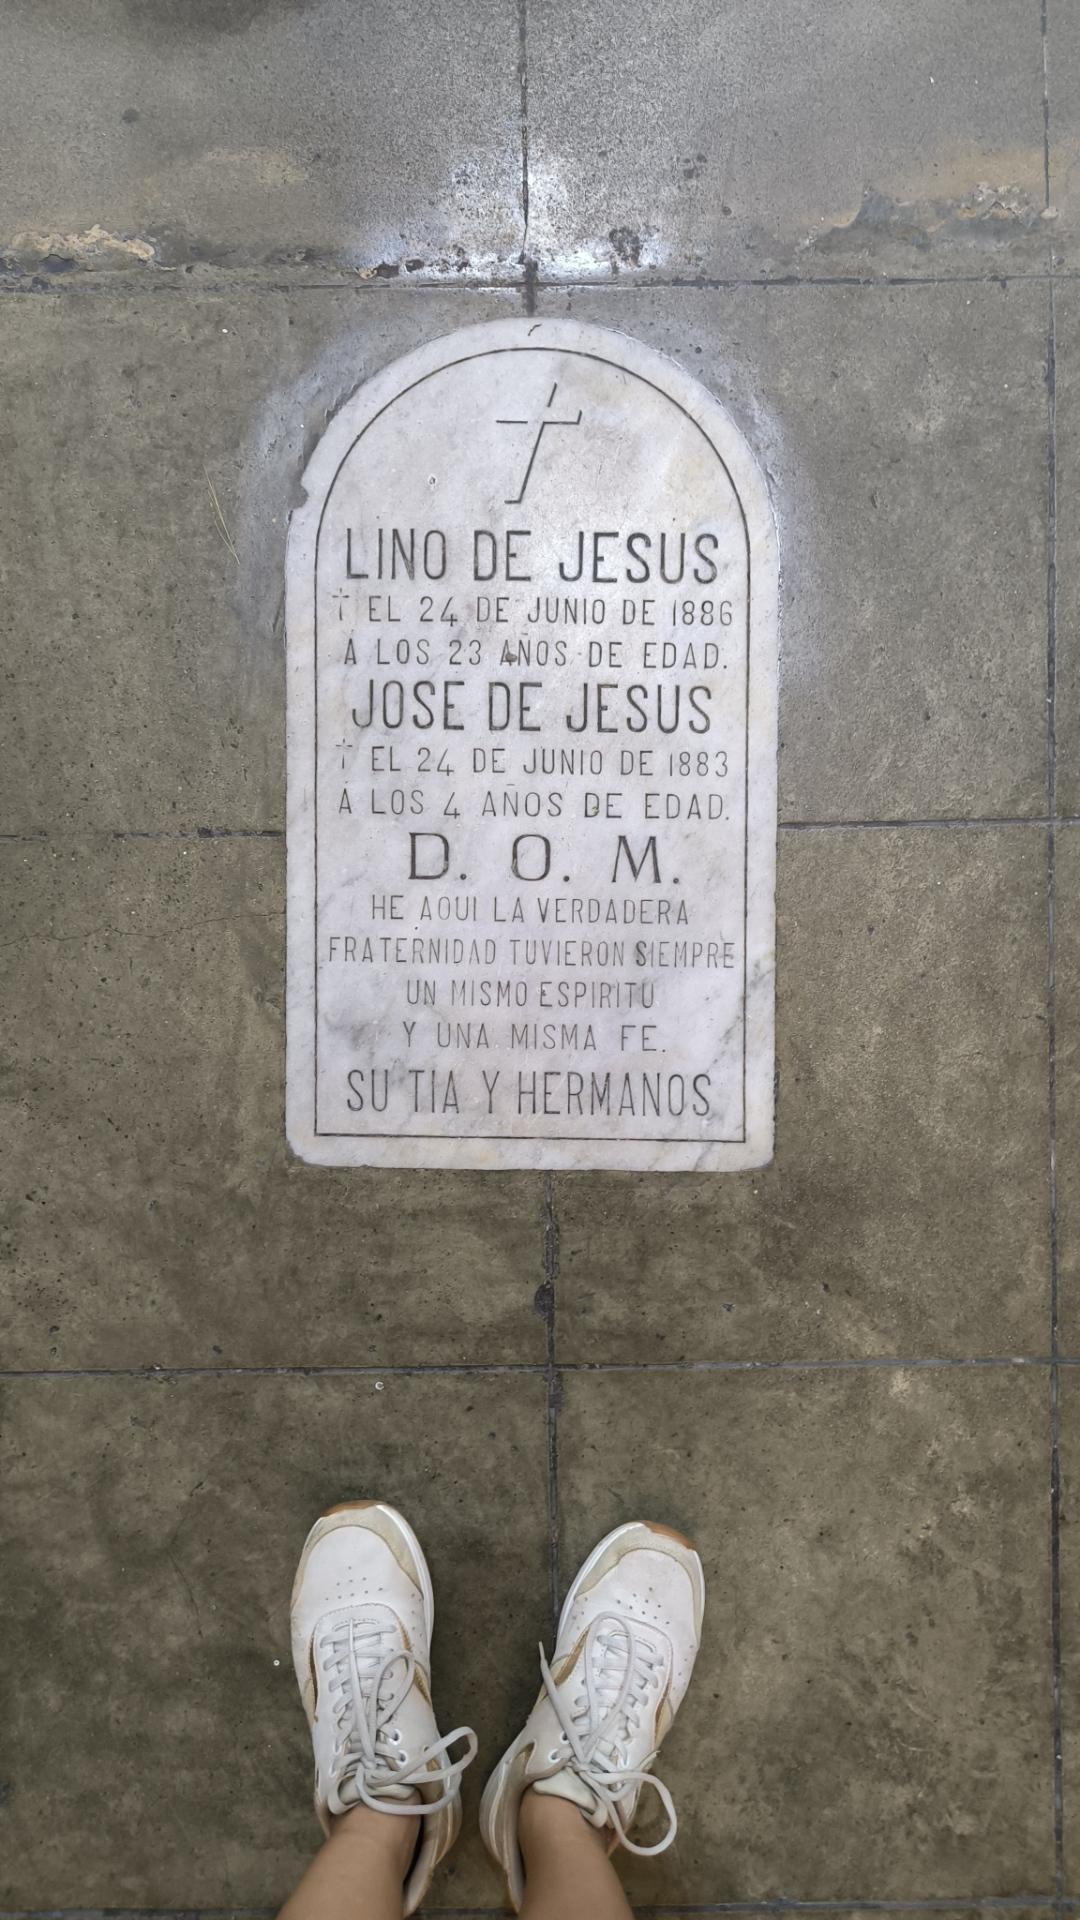 LINO DE JESUS
† EL 24 DE JUNIO DE 1886
Á LOS 23 AÑOS DE EDAD.
JOSE DE JESUS
† EL 24 DE JUNIO DE 1883
Á LOS 4 AÑOS DE EDAD.
D. O. M.
HE AQUI LA VERDADERA
FRATERNIDAD TUVIERON SIEMPRE
UN MISMO ESPIRITU
Y UNA MISMA FE.
SU TIA Y HERMANOS